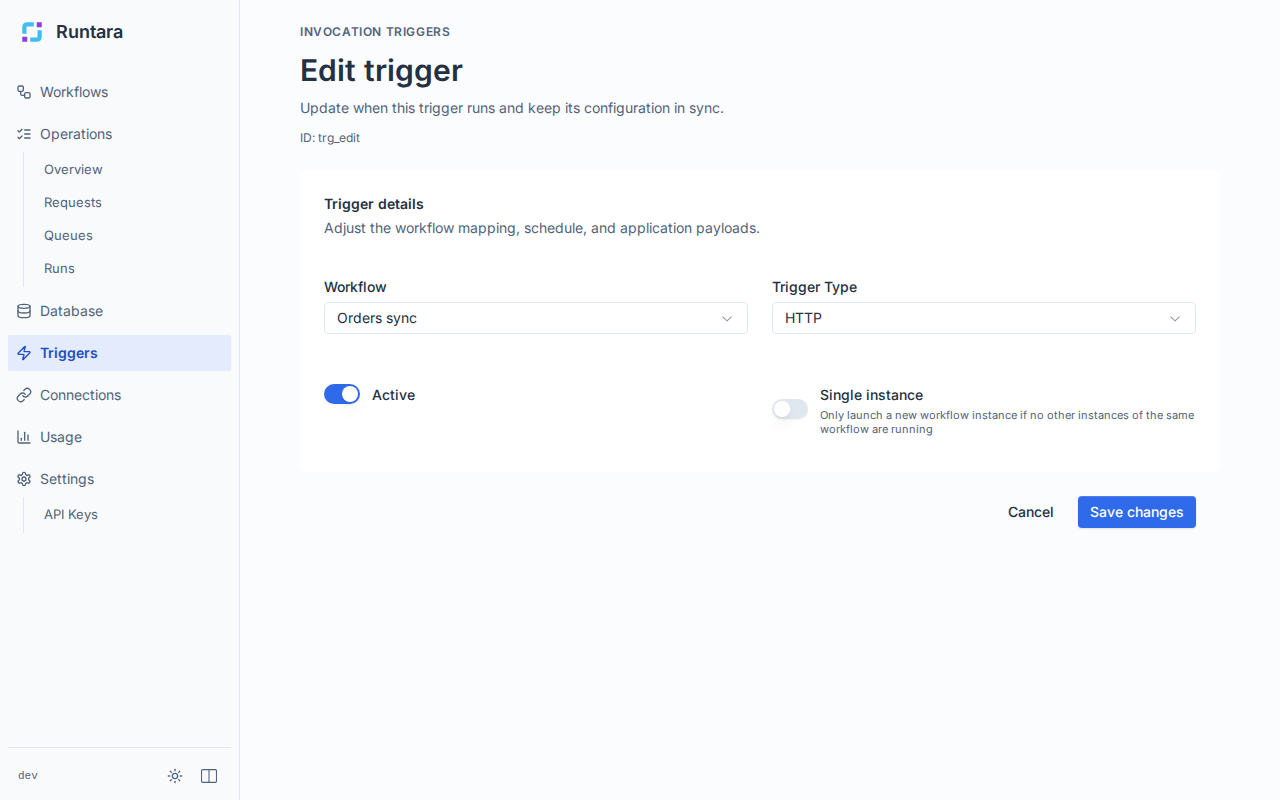 Runtara
Workflows
Operations
Overview
Requests
Queues
Runs
Database
Triggers
Connections
Usage
Settings
API Keys
dev
INVOCATION TRIGGERS
Edit trigger
Update when this trigger runs and keep its configuration in sync.
ID: trg_edit
Trigger details
Adjust the workflow mapping, schedule, and application payloads.
Workflow
Orders sync
Trigger Type
HTTP
Active
Single instance
Only launch a new workflow instance if no other instances of the same
workflow are running
Cancel
Save changes